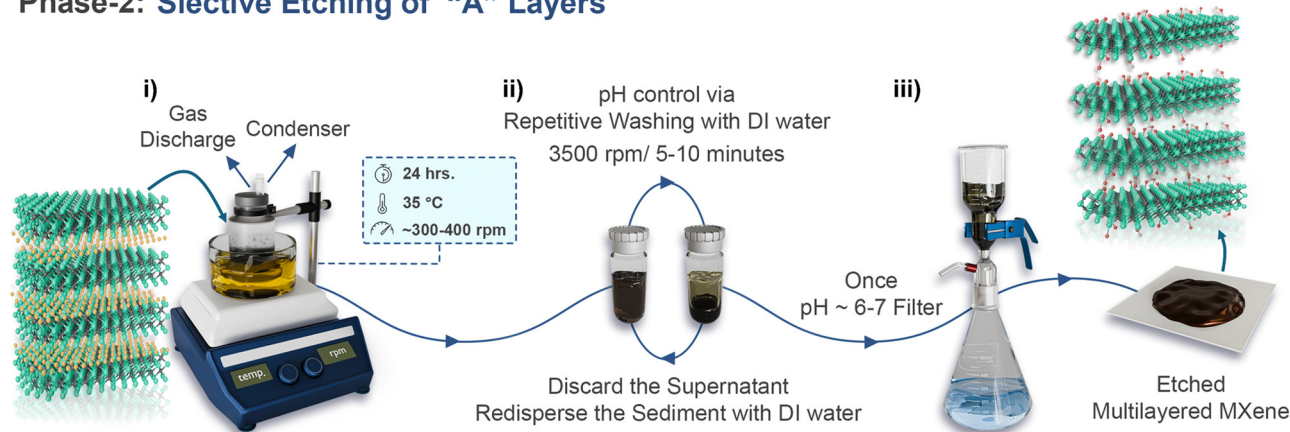 Phase-2: Slective Etching of "A" Layers
i)
Gas
Discharge
Condenser
24 hrs.
35 °C
~300-400 rpm
temp.
rpm
ii)
pH control via
Repetitive Washing with DI water
3500 rpm/ 5-10 minutes
Discard the Supernatant
Redisperse the Sediment with DI water
Once
pH ~ 6-7 Filter
iii)
Etched
Multilayered MXene